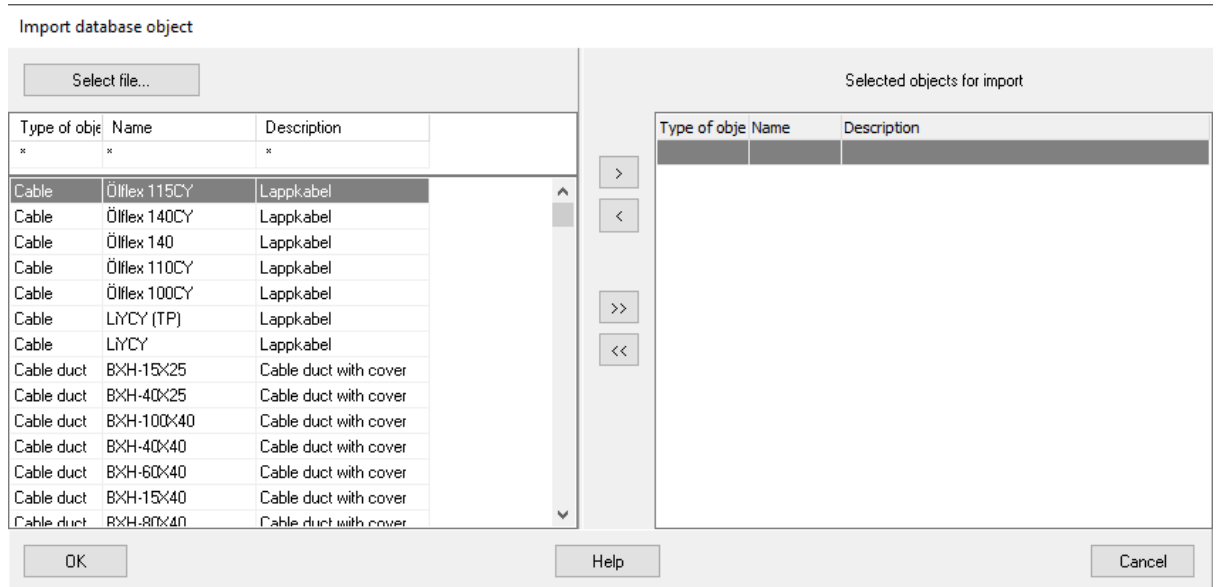 Import database object
Select file...
Selected objects for import
Type of obje Name Description
* * *
Cable Ölflex 115CY Lappkabel
Cable Ölflex 140CY Lappkabel
Cable Ölflex 140 Lappkabel
Cable Ölflex 110CY Lappkabel
Cable Ölflex 100CY Lappkabel
Cable LiYCY (TP) Lappkabel
Cable LiYCY Lappkabel
Cable duct BXH-15X25 Cable duct with cover
Cable duct BXH-40X25 Cable duct with cover
Cable duct BXH-100X40 Cable duct with cover
Cable duct BXH-40X40 Cable duct with cover
Cable duct BXH-60X40 Cable duct with cover
Cable duct BXH-15X40 Cable duct with cover
Cable duct BXH-80X40 Cable duct with cover
>
<
>>
<<
Type of obje Name Description
OK
Help
Cancel